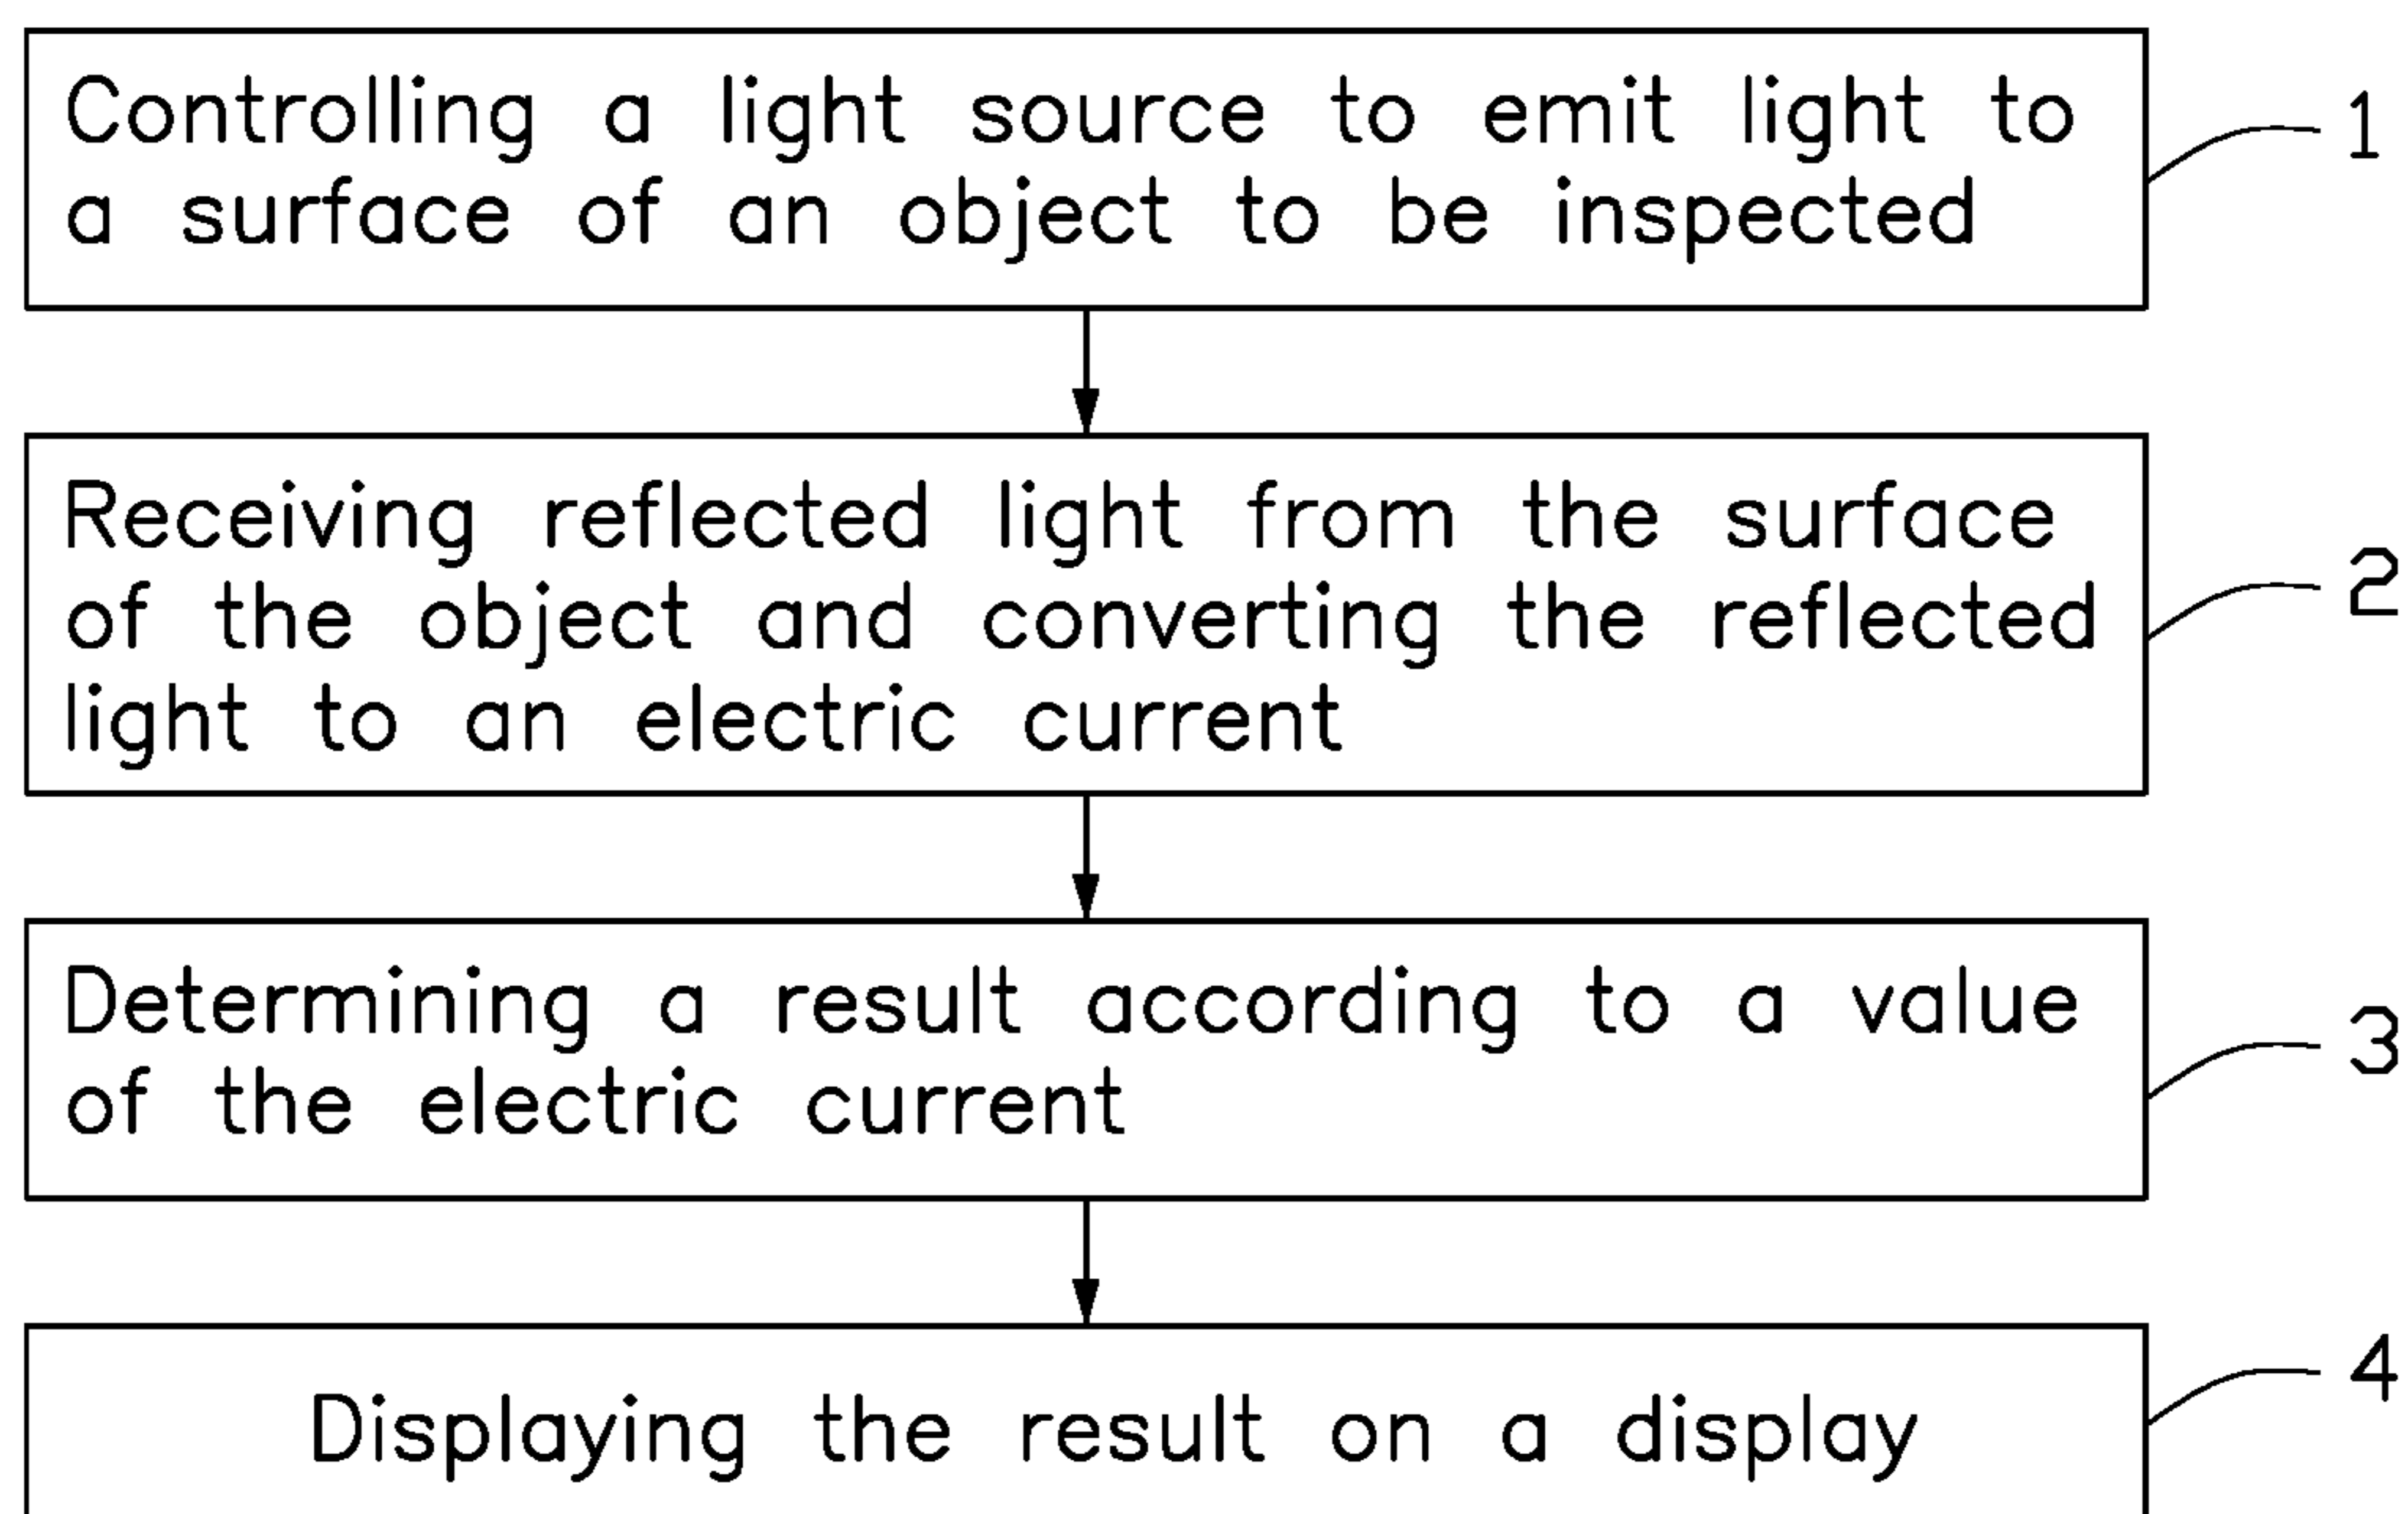 Controlling a light source to emit light to
a surface of an object to be inspected
1
Receiving reflected light from the surface
of the object and converting the reflected
light to an electric current
2
Determining a result according to a value
of the electric current
3
Displaying the result on a display
4